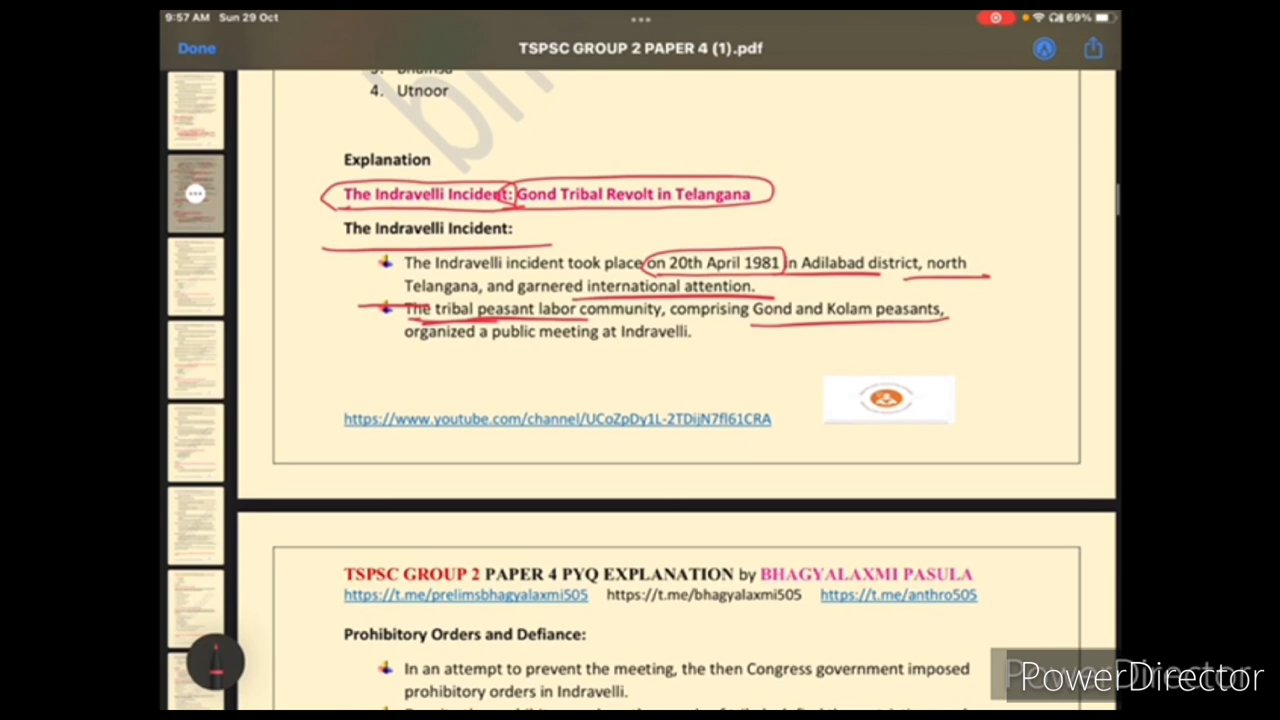 9:57 AM Sun 29 Oct
69%
Done
TSPSC GROUP 2 PAPER 4 (1).pdf
4. Utnoor
Explanation
The Indravelli Incident: Gond Tribal Revolt in Telangana
The Indravelli Incident:
The Indravelli incident took place on 20th April 1981 in Adilabad district, north
Telangana, and garnered international attention.
The tribal peasant labor community, comprising Gond and Kolam peasants,
organized a public meeting at Indravelli.
https://www.youtube.com/channel/UCoZpDy1L-2TDijN7fl61CRA
TSPSC GROUP 2 PAPER 4 PYQ EXPLANATION by BHAGYALAXMI PASULA
https://t.me/prelimsbhagyalaxmi505 https://t.me/bhagyalaxmi505 https://t.me/anthro505
Prohibitory Orders and Defiance:
In an attempt to prevent the meeting, the then Congress government imposed
prohibitory orders in Indravelli.
PowerDirector